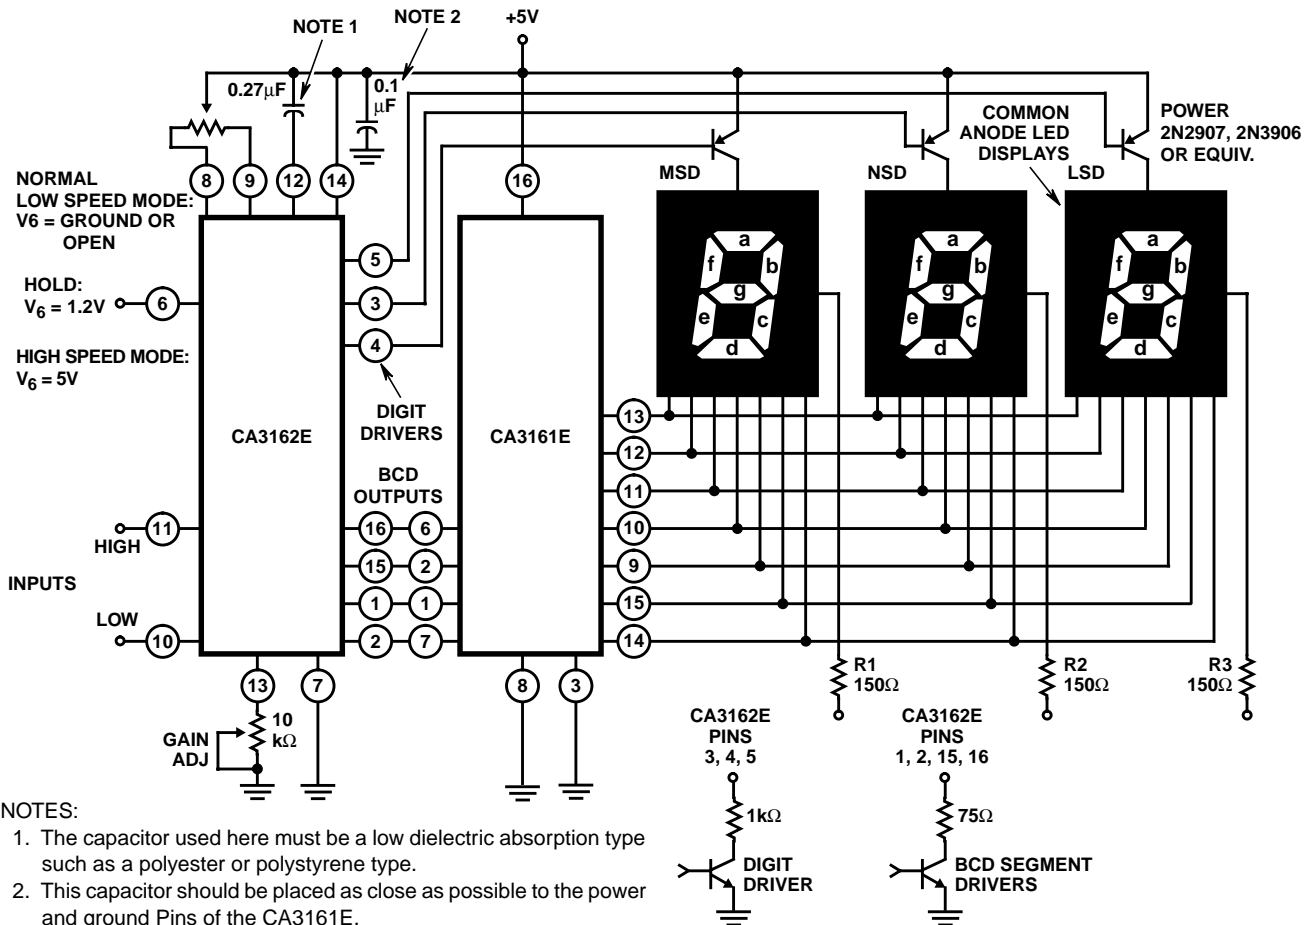 NOTE 1
NOTE 2
+5V
0.27µF
0.1
µF
COMMON
ANODE LED
DISPLAYS
POWER
2N2907, 2N3906
OR EQUIV.
MSD
NSD
LSD
8
9
12
14
16
NORMAL
LOW SPEED MODE:
V6 = GROUND OR
OPEN
HOLD:
V6 = 1.2V
6
HIGH SPEED MODE:
V6 = 5V
5
3
4
DIGIT
DRIVERS
CA3162E
CA3161E
BCD
OUTPUTS
a
b
c
d
e
f
g
a
b
c
d
e
f
g
a
b
c
d
e
f
g
13
12
11
10
9
15
14
16
6
15
2
1
1
2
7
11
HIGH
INPUTS
LOW
10
13
7
8
3
10
kΩ
GAIN
ADJ
R1
150Ω
R2
150Ω
R3
150Ω
CA3162E
PINS
3, 4, 5
1kΩ
DIGIT
DRIVER
CA3162E
PINS
1, 2, 15, 16
75Ω
BCD SEGMENT
DRIVERS
NOTES:
1. The capacitor used here must be a low dielectric absorption type
such as a polyester or polystyrene type.
2. This capacitor should be placed as close as possible to the power
and ground Pins of the CA3161E.